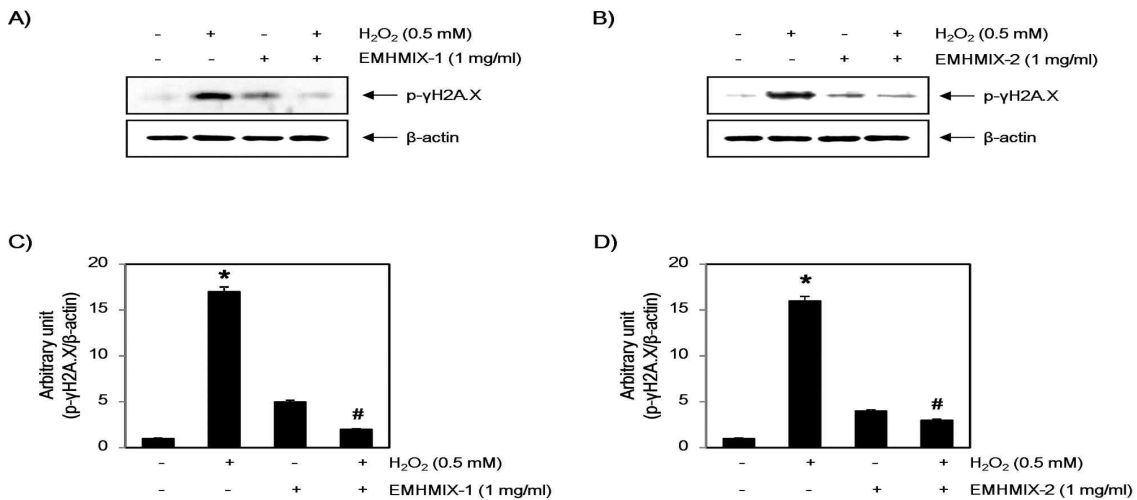 A)
- + - + H₂O₂ (0.5 mM)
- - + + EMHMIX-1 (1 mg/ml)
p-γH2A.X
β-actin
B)
- + - + H₂O₂ (0.5 mM)
- - + + EMHMIX-2 (1 mg/ml)
p-γH2A.X
β-actin
C)
Arbitrary unit
(p-γH2A.X/β-actin)
20
15
10
5
0
*
#
- + - + H₂O₂ (0.5 mM)
- - + + EMHMIX-1 (1 mg/ml)
D)
Arbitrary unit
(p-γH2A.X/β-actin)
20
15
10
5
0
*
#
- + - + H₂O₂ (0.5 mM)
- - + + EMHMIX-2 (1 mg/ml)